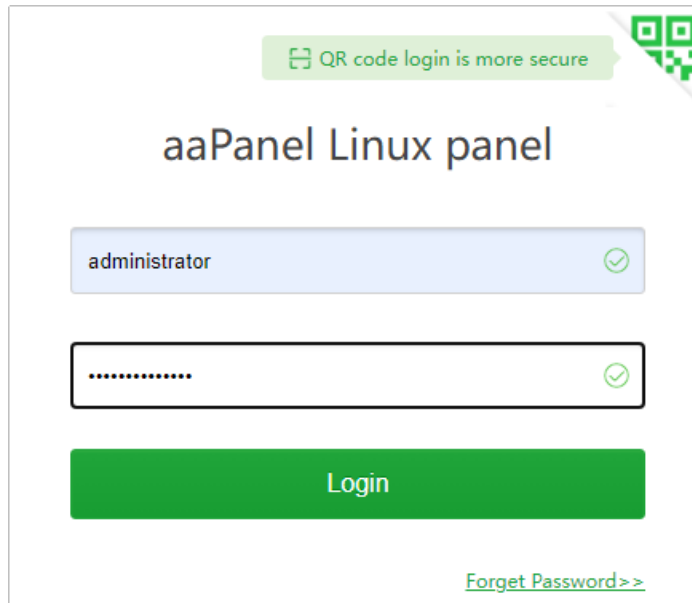 QR code login is more secure
aaPanel Linux panel
administrator
••••••••••••••
Login
Forget Password>>